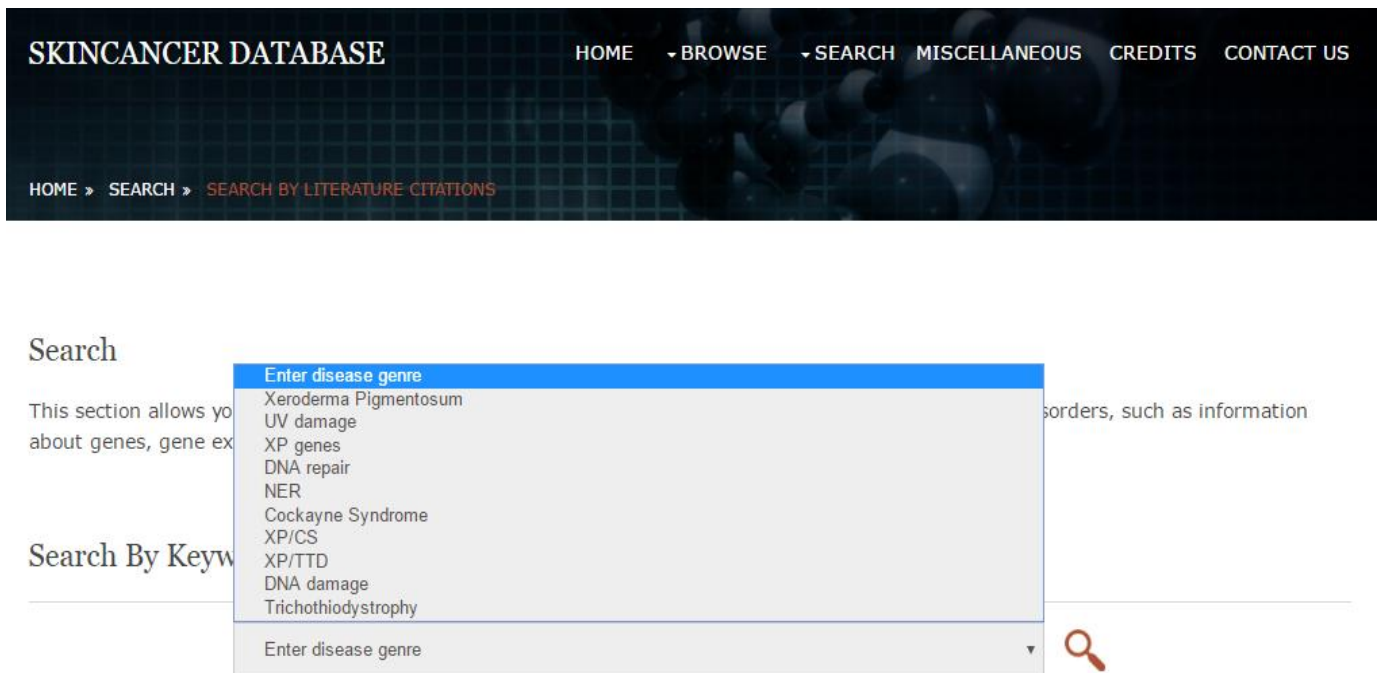 SKINCANCER DATABASE
HOME BROWSE SEARCH MISCELLANEOUS CREDITS CONTACT US
HOME » SEARCH » SEARCH BY LITERATURE CITATIONS
Search
Enter disease genre
Xeroderma Pigmentosum
This section allows yo
sorders, such as information
UV damage
XP genes
about genes, gene ex
DNA repair
NER
Cockayne Syndrome
XP/CS
Search By Keyw
XP/TTD
DNA damage
Trichothiodystrophy
Enter disease genre